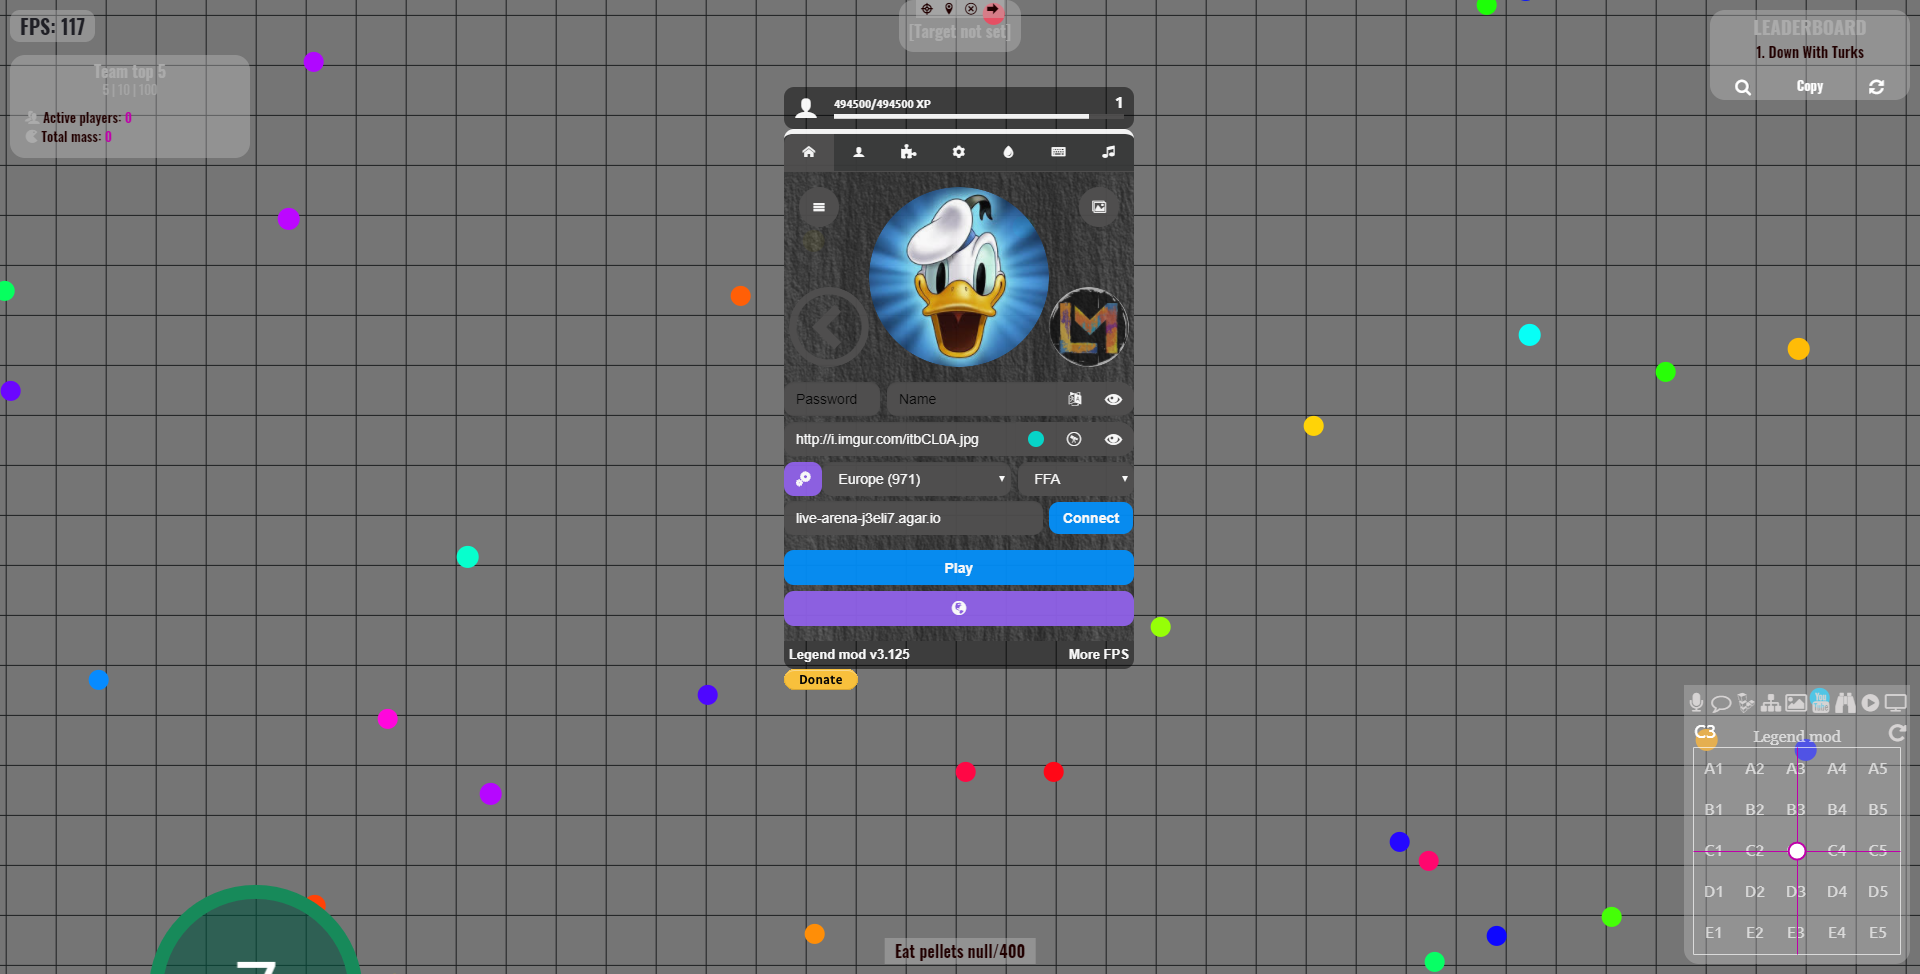 FPS: 117
Team top 5
5 | 10 | 100
Active players: 0
Total mass: 0
[Target not set]
LEADERBOARD
1. Down With Turks
Copy
494500/494500 XP
1
LM
Password
Name
http://i.imgur.com/itbCL0A.jpg
Europe (971)
FFA
live-arena-j3eli7.agar.io
Connect
Play
Legend mod v3.125
More FPS
Donate
You
Tube
C3
Legend mod
A1 A2 A3 A4 A5
B1 B2 B3 B4 B5
C1 C2 C4 C5
D1 D2 D3 D4 D5
E1 E2 E3 E4 E5
Eat pellets null/400